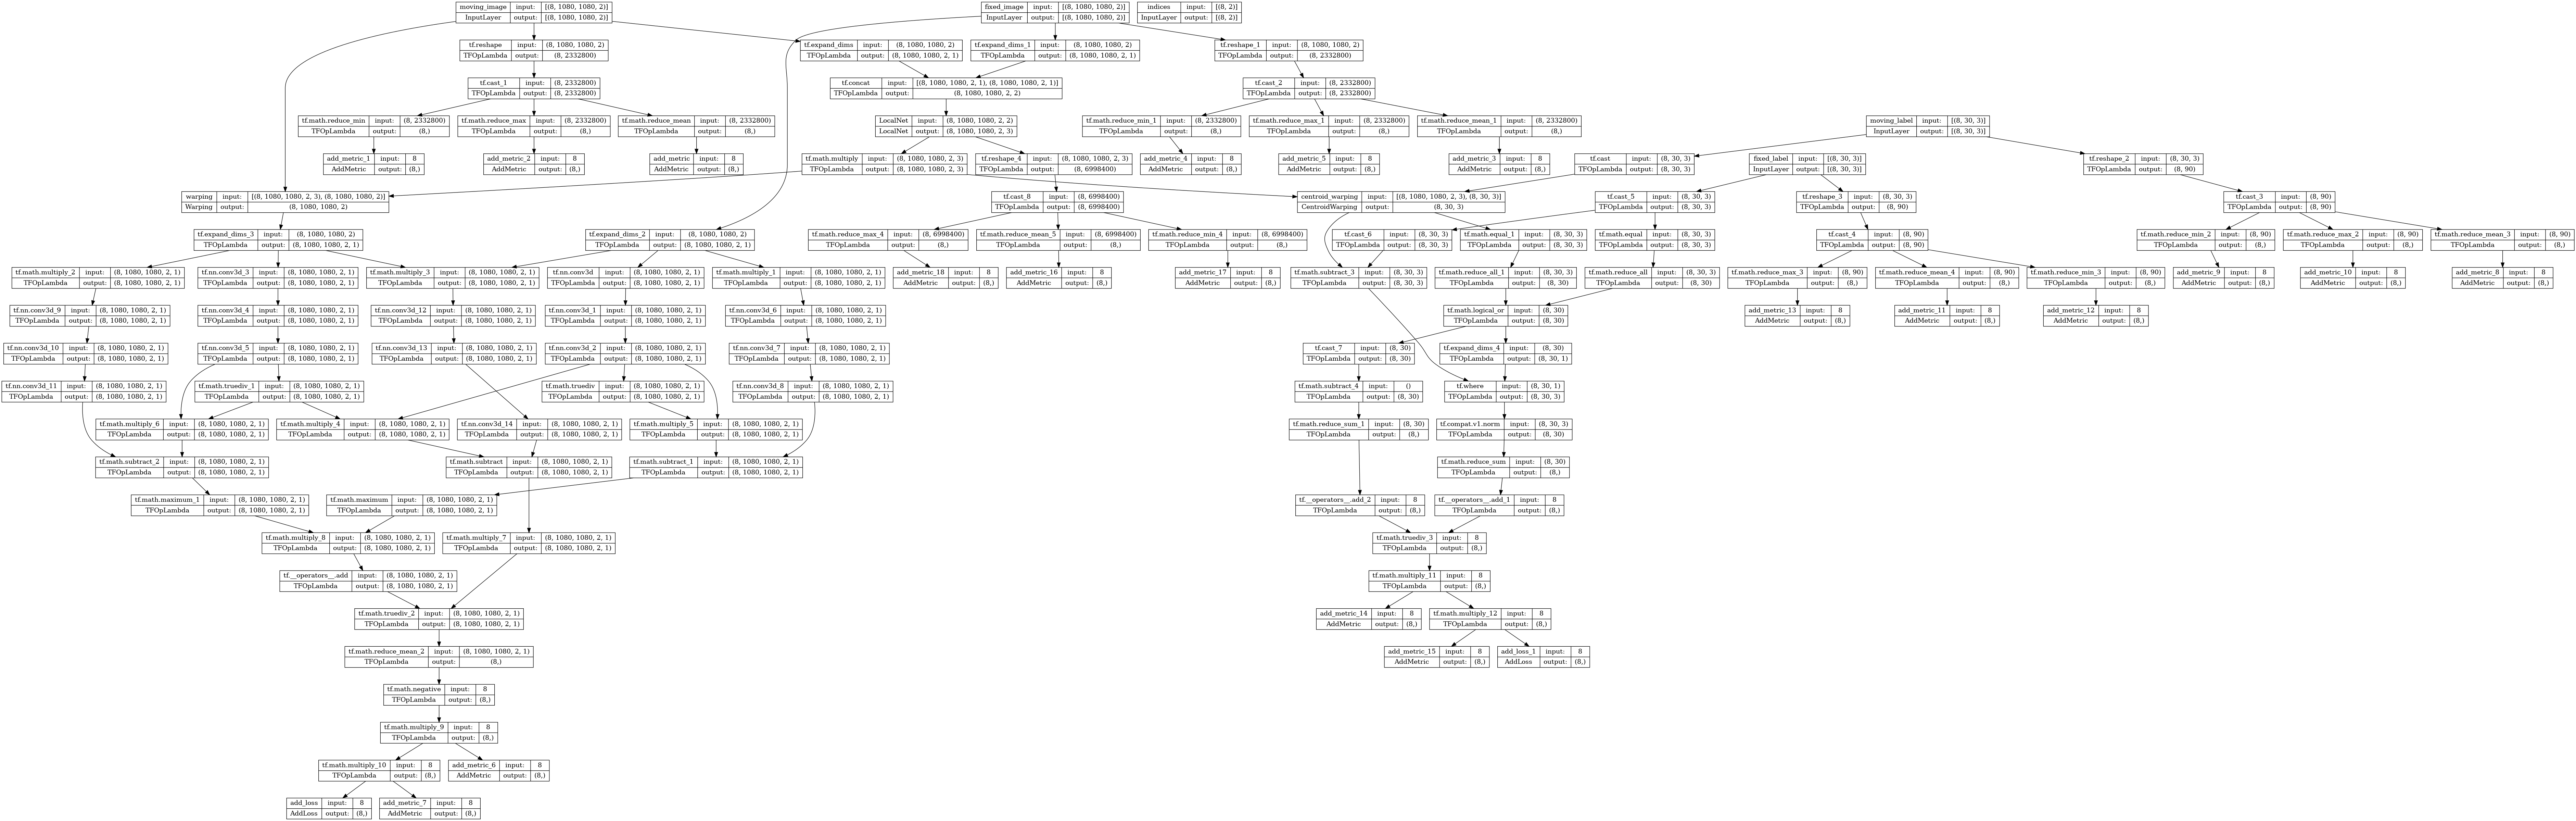 moving_image input: [(8, 1080, 1080, 2)]
InputLayer output: [(8, 1080, 1080, 2)]
fixed_image input: [(8, 1080, 1080, 2)]
InputLayer output: [(8, 1080, 1080, 2)]
indices input: [(8, 2)]
InputLayer output: [(8, 2)]
tf.reshape input: (8, 1080, 1080, 2)
TFOpLambda output: (8, 2332800)
tf.expand_dims input: (8, 1080, 1080, 2)
TFOpLambda output: (8, 1080, 1080, 2, 1)
tf.expand_dims_1 input: (8, 1080, 1080, 2)
TFOpLambda output: (8, 1080, 1080, 2, 1)
tf.reshape_1 input: (8, 1080, 1080, 2)
TFOpLambda output: (8, 2332800)
tf.cast_1 input: (8, 2332800)
TFOpLambda output: (8, 2332800)
tf.concat input: [(8, 1080, 1080, 2, 1), (8, 1080, 1080, 2, 1)]
TFOpLambda output: (8, 1080, 1080, 2, 2)
tf.cast_2 input: (8, 2332800)
TFOpLambda output: (8, 2332800)
tf.math.reduce_min input: (8, 2332800)
TFOpLambda output: (8,)
tf.math.reduce_max input: (8, 2332800)
TFOpLambda output: (8,)
tf.math.reduce_mean input: (8, 2332800)
TFOpLambda output: (8,)
LocalNet input: (8, 1080, 1080, 2, 2)
LocalNet output: (8, 1080, 1080, 2, 3)
tf.math.reduce_min_1 input: (8, 2332800)
TFOpLambda output: (8,)
tf.math.reduce_max_1 input: (8, 2332800)
TFOpLambda output: (8,)
tf.math.reduce_mean_1 input: (8, 2332800)
TFOpLambda output: (8,)
moving_label input: [(8, 30, 3)]
InputLayer output: [(8, 30, 3)]
add_metric_1 input: 8
AddMetric output: (8,)
add_metric_2 input: 8
AddMetric output: (8,)
add_metric input: 8
AddMetric output: (8,)
tf.math.multiply input: (8, 1080, 1080, 2, 3)
TFOpLambda output: (8, 1080, 1080, 2, 3)
tf.reshape_4 input: (8, 1080, 1080, 2, 3)
TFOpLambda output: (8, 6998400)
add_metric_4 input: 8
AddMetric output: (8,)
add_metric_5 input: 8
AddMetric output: (8,)
add_metric_3 input: 8
AddMetric output: (8,)
tf.cast input: (8, 30, 3)
TFOpLambda output: (8, 30, 3)
fixed_label input: [(8, 30, 3)]
InputLayer output: [(8, 30, 3)]
tf.reshape_2 input: (8, 30, 3)
TFOpLambda output: (8, 90)
warping input: [(8, 1080, 1080, 2, 3), (8, 1080, 1080, 2)]
Warping output: (8, 1080, 1080, 2)
tf.cast_8 input: (8, 6998400)
TFOpLambda output: (8, 6998400)
centroid_warping input: [(8, 1080, 1080, 2, 3), (8, 30, 3)]
CentroidWarping output: (8, 30, 3)
tf.cast_5 input: (8, 30, 3)
TFOpLambda output: (8, 30, 3)
tf.reshape_3 input: (8, 30, 3)
TFOpLambda output: (8, 90)
tf.cast_3 input: (8, 90)
TFOpLambda output: (8, 90)
tf.expand_dims_3 input: (8, 1080, 1080, 2)
TFOpLambda output: (8, 1080, 1080, 2, 1)
tf.expand_dims_2 input: (8, 1080, 1080, 2)
TFOpLambda output: (8, 1080, 1080, 2, 1)
tf.math.reduce_max_4 input: (8, 6998400)
TFOpLambda output: (8,)
tf.math.reduce_mean_5 input: (8, 6998400)
TFOpLambda output: (8,)
tf.math.reduce_min_4 input: (8, 6998400)
TFOpLambda output: (8,)
tf.cast_6 input: (8, 30, 3)
TFOpLambda output: (8, 30, 3)
tf.math.equal_1 input: (8, 30, 3)
TFOpLambda output: (8, 30, 3)
tf.math.equal input: (8, 30, 3)
TFOpLambda output: (8, 30, 3)
tf.cast_4 input: (8, 90)
TFOpLambda output: (8, 90)
tf.math.reduce_min_2 input: (8, 90)
TFOpLambda output: (8,)
tf.math.reduce_max_2 input: (8, 90)
TFOpLambda output: (8,)
tf.math.reduce_mean_3 input: (8, 90)
TFOpLambda output: (8,)
tf.math.multiply_2 input: (8, 1080, 1080, 2, 1)
TFOpLambda output: (8, 1080, 1080, 2, 1)
tf.nn.conv3d_3 input: (8, 1080, 1080, 2, 1)
TFOpLambda output: (8, 1080, 1080, 2, 1)
tf.math.multiply_3 input: (8, 1080, 1080, 2, 1)
TFOpLambda output: (8, 1080, 1080, 2, 1)
tf.nn.conv3d input: (8, 1080, 1080, 2, 1)
TFOpLambda output: (8, 1080, 1080, 2, 1)
tf.math.multiply_1 input: (8, 1080, 1080, 2, 1)
TFOpLambda output: (8, 1080, 1080, 2, 1)
add_metric_18 input: 8
AddMetric output: (8,)
add_metric_16 input: 8
AddMetric output: (8,)
add_metric_17 input: 8
AddMetric output: (8,)
tf.math.subtract_3 input: (8, 30, 3)
TFOpLambda output: (8, 30, 3)
tf.math.reduce_all_1 input: (8, 30, 3)
TFOpLambda output: (8, 30)
tf.math.reduce_all input: (8, 30, 3)
TFOpLambda output: (8, 30)
tf.math.reduce_max_3 input: (8, 90)
TFOpLambda output: (8,)
tf.math.reduce_mean_4 input: (8, 90)
TFOpLambda output: (8,)
tf.math.reduce_min_3 input: (8, 90)
TFOpLambda output: (8,)
add_metric_9 input: 8
AddMetric output: (8,)
add_metric_10 input: 8
AddMetric output: (8,)
add_metric_8 input: 8
AddMetric output: (8,)
tf.nn.conv3d_9 input: (8, 1080, 1080, 2, 1)
TFOpLambda output: (8, 1080, 1080, 2, 1)
tf.nn.conv3d_4 input: (8, 1080, 1080, 2, 1)
TFOpLambda output: (8, 1080, 1080, 2, 1)
tf.nn.conv3d_12 input: (8, 1080, 1080, 2, 1)
TFOpLambda output: (8, 1080, 1080, 2, 1)
tf.nn.conv3d_1 input: (8, 1080, 1080, 2, 1)
TFOpLambda output: (8, 1080, 1080, 2, 1)
tf.nn.conv3d_6 input: (8, 1080, 1080, 2, 1)
TFOpLambda output: (8, 1080, 1080, 2, 1)
tf.math.logical_or input: (8, 30)
TFOpLambda output: (8, 30)
add_metric_13 input: 8
AddMetric output: (8,)
add_metric_11 input: 8
AddMetric output: (8,)
add_metric_12 input: 8
AddMetric output: (8,)
tf.nn.conv3d_10 input: (8, 1080, 1080, 2, 1)
TFOpLambda output: (8, 1080, 1080, 2, 1)
tf.nn.conv3d_5 input: (8, 1080, 1080, 2, 1)
TFOpLambda output: (8, 1080, 1080, 2, 1)
tf.nn.conv3d_13 input: (8, 1080, 1080, 2, 1)
TFOpLambda output: (8, 1080, 1080, 2, 1)
tf.nn.conv3d_2 input: (8, 1080, 1080, 2, 1)
TFOpLambda output: (8, 1080, 1080, 2, 1)
tf.nn.conv3d_7 input: (8, 1080, 1080, 2, 1)
TFOpLambda output: (8, 1080, 1080, 2, 1)
tf.cast_7 input: (8, 30)
TFOpLambda output: (8, 30)
tf.expand_dims_4 input: (8, 30)
TFOpLambda output: (8, 30, 1)
tf.nn.conv3d_11 input: (8, 1080, 1080, 2, 1)
TFOpLambda output: (8, 1080, 1080, 2, 1)
tf.math.truediv_1 input: (8, 1080, 1080, 2, 1)
TFOpLambda output: (8, 1080, 1080, 2, 1)
tf.math.truediv input: (8, 1080, 1080, 2, 1)
TFOpLambda output: (8, 1080, 1080, 2, 1)
tf.nn.conv3d_8 input: (8, 1080, 1080, 2, 1)
TFOpLambda output: (8, 1080, 1080, 2, 1)
tf.math.subtract_4 input: ()
TFOpLambda output: (8, 30)
tf.where input: (8, 30, 1)
TFOpLambda output: (8, 30, 3)
tf.math.multiply_6 input: (8, 1080, 1080, 2, 1)
TFOpLambda output: (8, 1080, 1080, 2, 1)
tf.math.multiply_4 input: (8, 1080, 1080, 2, 1)
TFOpLambda output: (8, 1080, 1080, 2, 1)
tf.nn.conv3d_14 input: (8, 1080, 1080, 2, 1)
TFOpLambda output: (8, 1080, 1080, 2, 1)
tf.math.multiply_5 input: (8, 1080, 1080, 2, 1)
TFOpLambda output: (8, 1080, 1080, 2, 1)
tf.math.reduce_sum_1 input: (8, 30)
TFOpLambda output: (8,)
tf.compat.v1.norm input: (8, 30, 3)
TFOpLambda output: (8, 30)
tf.math.subtract_2 input: (8, 1080, 1080, 2, 1)
TFOpLambda output: (8, 1080, 1080, 2, 1)
tf.math.subtract input: (8, 1080, 1080, 2, 1)
TFOpLambda output: (8, 1080, 1080, 2, 1)
tf.math.subtract_1 input: (8, 1080, 1080, 2, 1)
TFOpLambda output: (8, 1080, 1080, 2, 1)
tf.math.reduce_sum input: (8, 30)
TFOpLambda output: (8,)
tf.math.maximum_1 input: (8, 1080, 1080, 2, 1)
TFOpLambda output: (8, 1080, 1080, 2, 1)
tf.math.maximum input: (8, 1080, 1080, 2, 1)
TFOpLambda output: (8, 1080, 1080, 2, 1)
tf.__operators__.add_2 input: 8
TFOpLambda output: (8,)
tf.__operators__.add_1 input: 8
TFOpLambda output: (8,)
tf.math.multiply_8 input: (8, 1080, 1080, 2, 1)
TFOpLambda output: (8, 1080, 1080, 2, 1)
tf.math.multiply_7 input: (8, 1080, 1080, 2, 1)
TFOpLambda output: (8, 1080, 1080, 2, 1)
tf.math.truediv_3 input: 8
TFOpLambda output: (8,)
tf.__operators__.add input: (8, 1080, 1080, 2, 1)
TFOpLambda output: (8, 1080, 1080, 2, 1)
tf.math.multiply_11 input: 8
TFOpLambda output: (8,)
tf.math.truediv_2 input: (8, 1080, 1080, 2, 1)
TFOpLambda output: (8, 1080, 1080, 2, 1)
add_metric_14 input: 8
AddMetric output: (8,)
tf.math.multiply_12 input: 8
TFOpLambda output: (8,)
tf.math.reduce_mean_2 input: (8, 1080, 1080, 2, 1)
TFOpLambda output: (8,)
add_metric_15 input: 8
AddMetric output: (8,)
add_loss_1 input: 8
AddLoss output: (8,)
tf.math.negative input: 8
TFOpLambda output: (8,)
tf.math.multiply_9 input: 8
TFOpLambda output: (8,)
tf.math.multiply_10 input: 8
TFOpLambda output: (8,)
add_metric_6 input: 8
AddMetric output: (8,)
add_loss input: 8
AddLoss output: (8,)
add_metric_7 input: 8
AddMetric output: (8,)